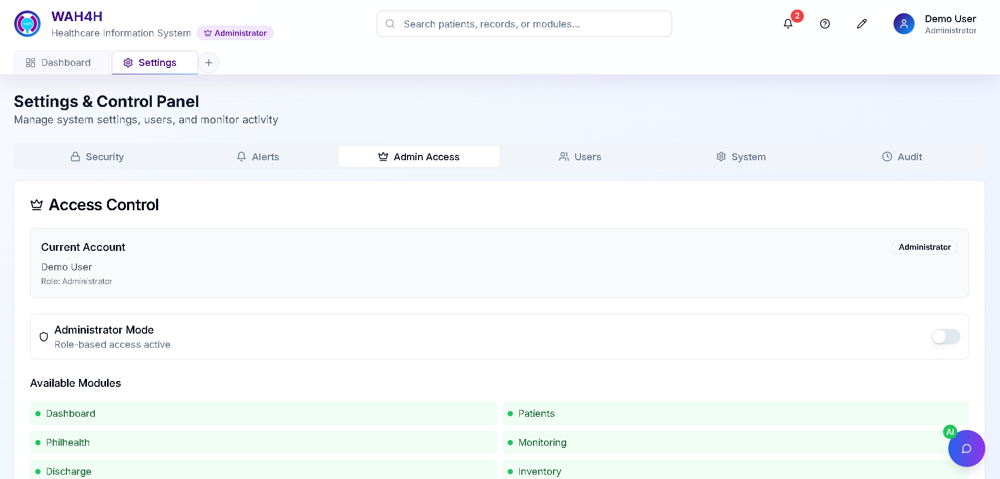 WAH4H
Healthcare Information System
Administrator
wah
Search patients, records, or modules...
2
Demo User
Administrator
Dashboard
Settings
Settings & Control Panel
Manage system settings, users, and monitor activity
Security
Alerts
Admin Access
Users
System
Audit
Access Control
Current Account
Administrator
Demo User
Role: Administrator
Administrator Mode
Role-based access active
Available Modules
Dashboard
Patients
Philhealth
Monitoring
AI
Discharge
Inventory